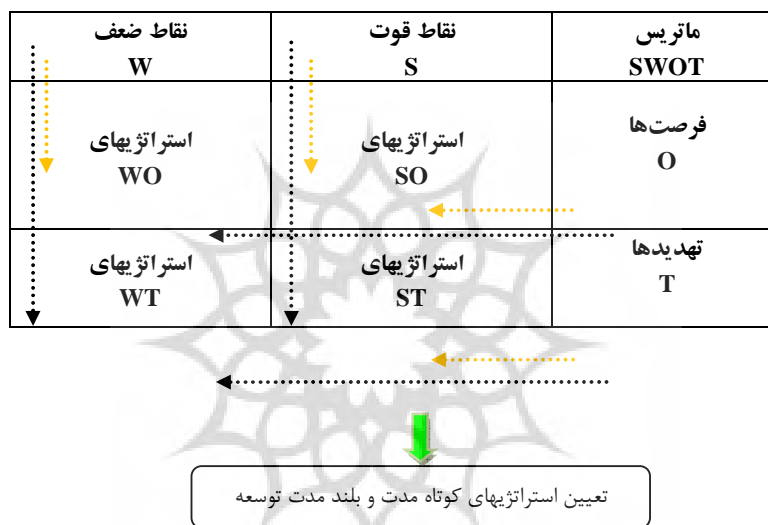 ماتریس
SWOT
نقاط قوت
S
نقاط ضعف
W
فرصت‌ها
O
استراتژیهای
SO
استراتژیهای
WO
تهدیدها
T
استراتژیهای
ST
استراتژیهای
WT
تعیین استراتژیهای کوتاه مدت و بلند مدت توسعه